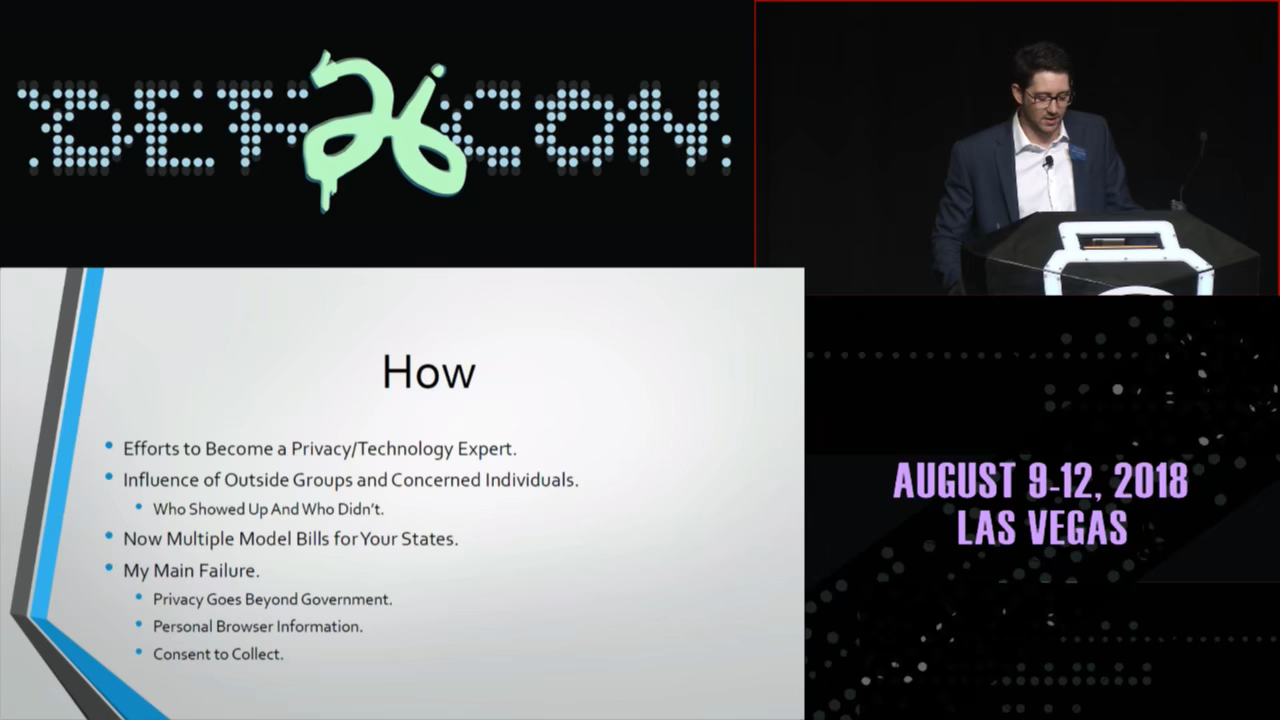 DEF CON
26
How
Efforts to Become a Privacy/Technology Expert.
Influence of Outside Groups and Concerned Individuals.
Who Showed Up And Who Didn't.
Now Multiple Model Bills for Your States.
My Main Failure.
Privacy Goes Beyond Government.
Personal Browser Information.
Consent to Collect.
AUGUST 9-12, 2018
LAS VEGAS